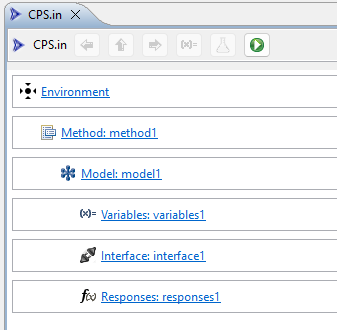 CPS.in
CPS.in (x)=
Environment
Method: method1
Model: model1
(x)= Variables: variables1
Interface: interface1
f(x) Responses: responses1